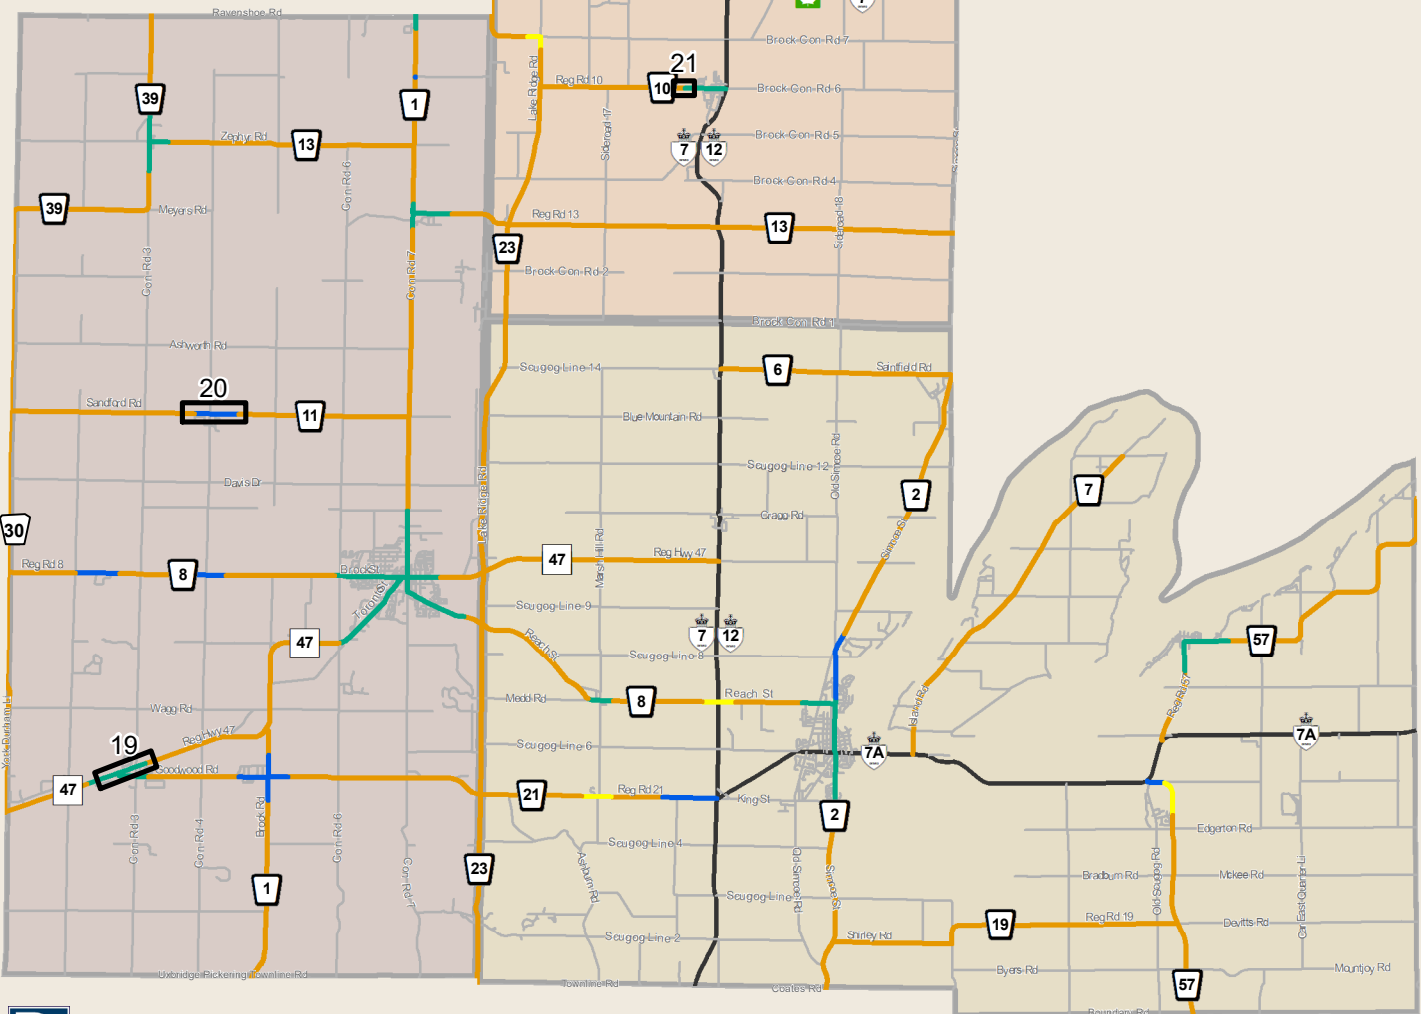 Ravenshoe Rd
7
Brock Con Rd 7
21
Lake Ridge Rd
Reg Rd 10
10
Brock Con Rd 6
39
1
Zephyr Rd
13
Sideroad 17
Brock Con Rd 5
7
12
Con Rd 6
Brock Con Rd 4
39
Meyers Rd
Reg Rd 13
13
Sideroad 18
23
Con Rd 3
Con Rd 7
Brock Con Rd 2
Brock Con Rd 1
Ashworth Rd
Scugog Line 14
6
Saintfield Rd
20
Sandford Rd
11
Blue Mountain Rd
Old Simcoe Rd
Scugog Line 12
Davis Dr
Lake Ridge Rd
2
7
Cragg Rd
30
Simcoe St
Marsh Hill Rd
Reg Rd 8
8
Brock St
47
Reg Hwy 47
Toronto St
Scugog Line 9
47
Reach St
7
12
57
Scugog Line 8
Medd Rd
8
Reach St
Island Rd
Reg Rd 57
Wagg Rd
York Durham Li
Reg Hwy 47
19
Scugog Line 6
7A
7A
Goodwood Rd
47
21
Reg Rd 21
King St
2
Brock Rd
Con Rd 3
Con Rd 4
Con Rd 6
Scugog Line 4
Edgerton Rd
23
Con Rd 7
Ashburn Rd
Old Simcoe Rd
Simcoe St
Bradburn Rd
Old Scugog Rd
Mckee Rd
Car East Quarter Li
1
Scugog Line
19
Reg Rd 19
Devitts Rd
Scugog Line 2
Shirley Rd
Byers Rd
Mountjoy Rd
Uxbridge Pickering Townline Rd
Townline Rd
Coates Rd
57
Boundary Rd